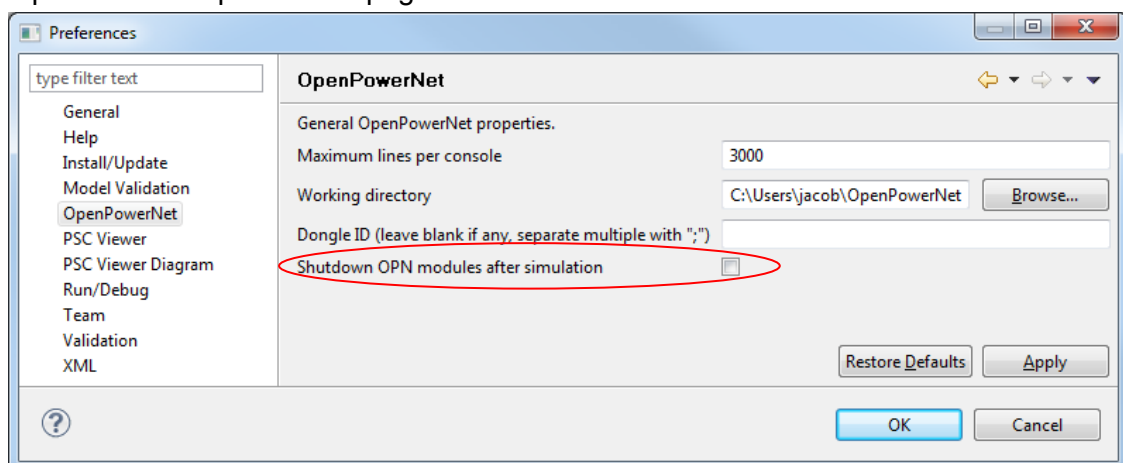 Preferences
type filter text
OpenPowerNet
General
Help
Install/Update
Model Validation
OpenPowerNet
PSC Viewer
PSC Viewer Diagram
Run/Debug
Team
Validation
XML
General OpenPowerNet properties.
Maximum lines per console 3000
Working directory C:\Users\jacob\OpenPowerNet Browse...
Dongle ID (leave blank if any, separate multiple with ";")
Shutdown OPN modules after simulation
Restore Defaults Apply
? OK Cancel